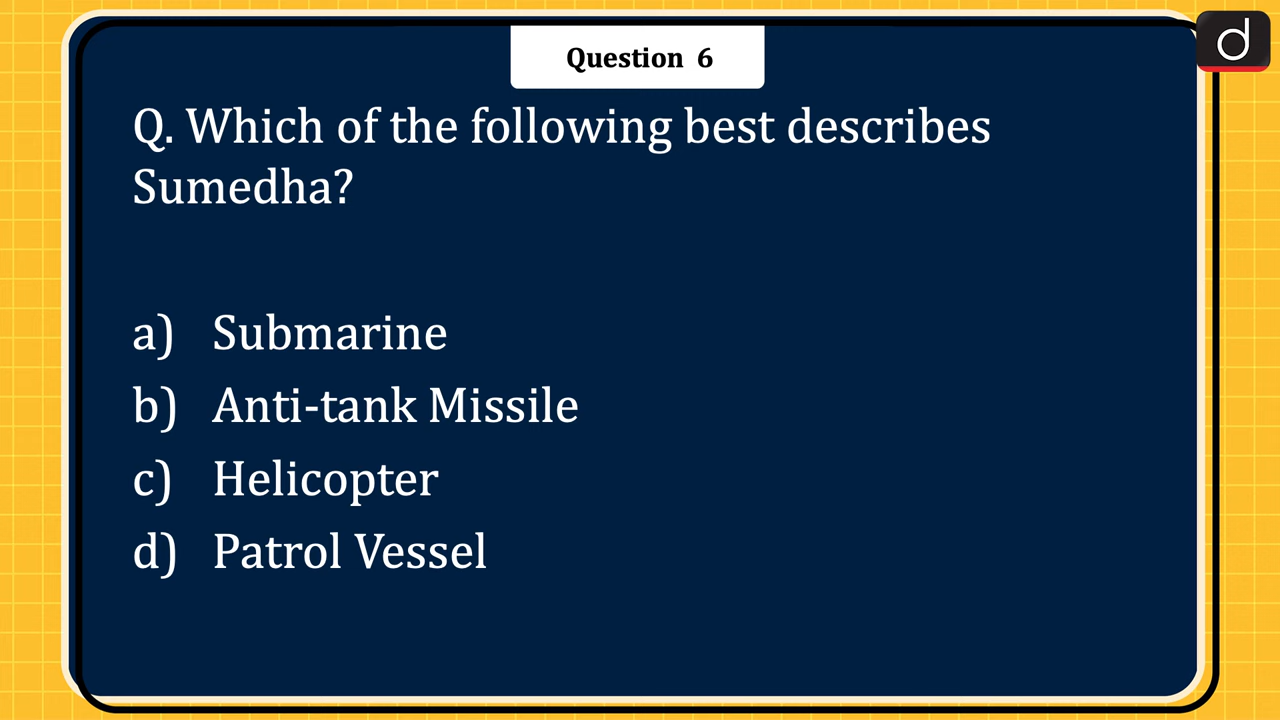 Question 6
d
Q. Which of the following best describes
Sumedha?
a) Submarine
b) Anti-tank Missile
c) Helicopter
d) Patrol Vessel